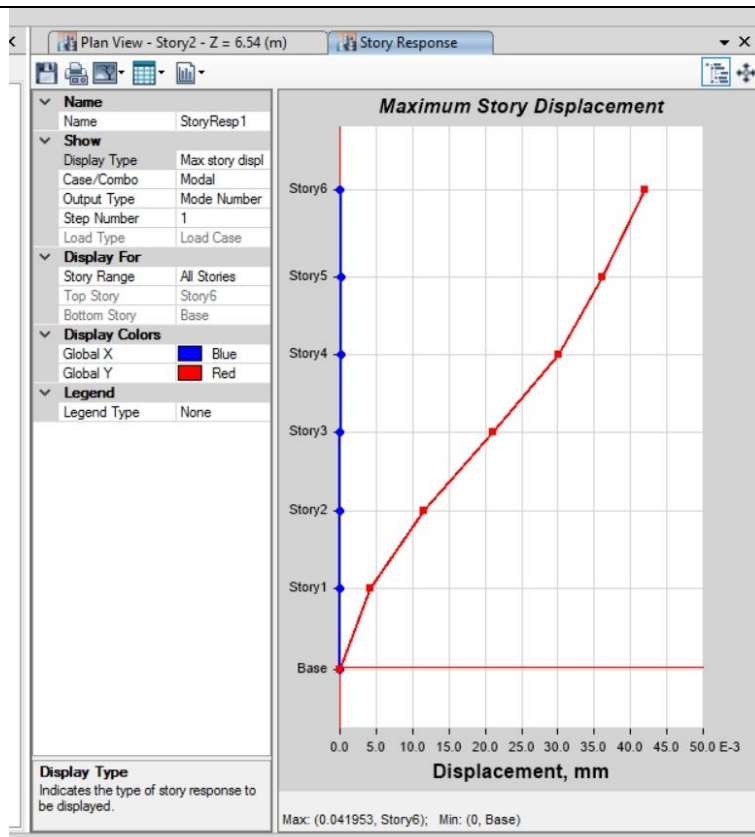 Plan View - Story2 - Z = 6.54 (m)
Story Response
Name
Name StoryResp1
Show
Display Type Max story displ
Case/Combo Modal
Output Type Mode Number
Step Number 1
Load Type Load Case
Display For
Story Range All Stories
Top Story Story6
Bottom Story Base
Display Colors
Global X Blue
Global Y Red
Legend
Legend Type None
Display Type
Indicates the type of story response to
be displayed.
Maximum Story Displacement
Story6
Story5
Story4
Story3
Story2
Story1
Base
0.0 5.0 10.0 15.0 20.0 25.0 30.0 35.0 40.0 45.0 50.0 E-3
Displacement, mm
Max: (0.041953, Story6); Min: (0, Base)